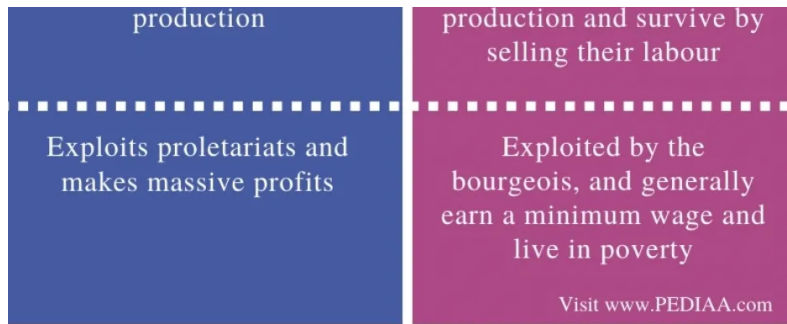 production
Exploits proletariats and
makes massive profits
production and survive by
selling their labour
Exploited by the
bourgeois, and generally
earn a minimum wage and
live in poverty
Visit www.PEDIAA.com